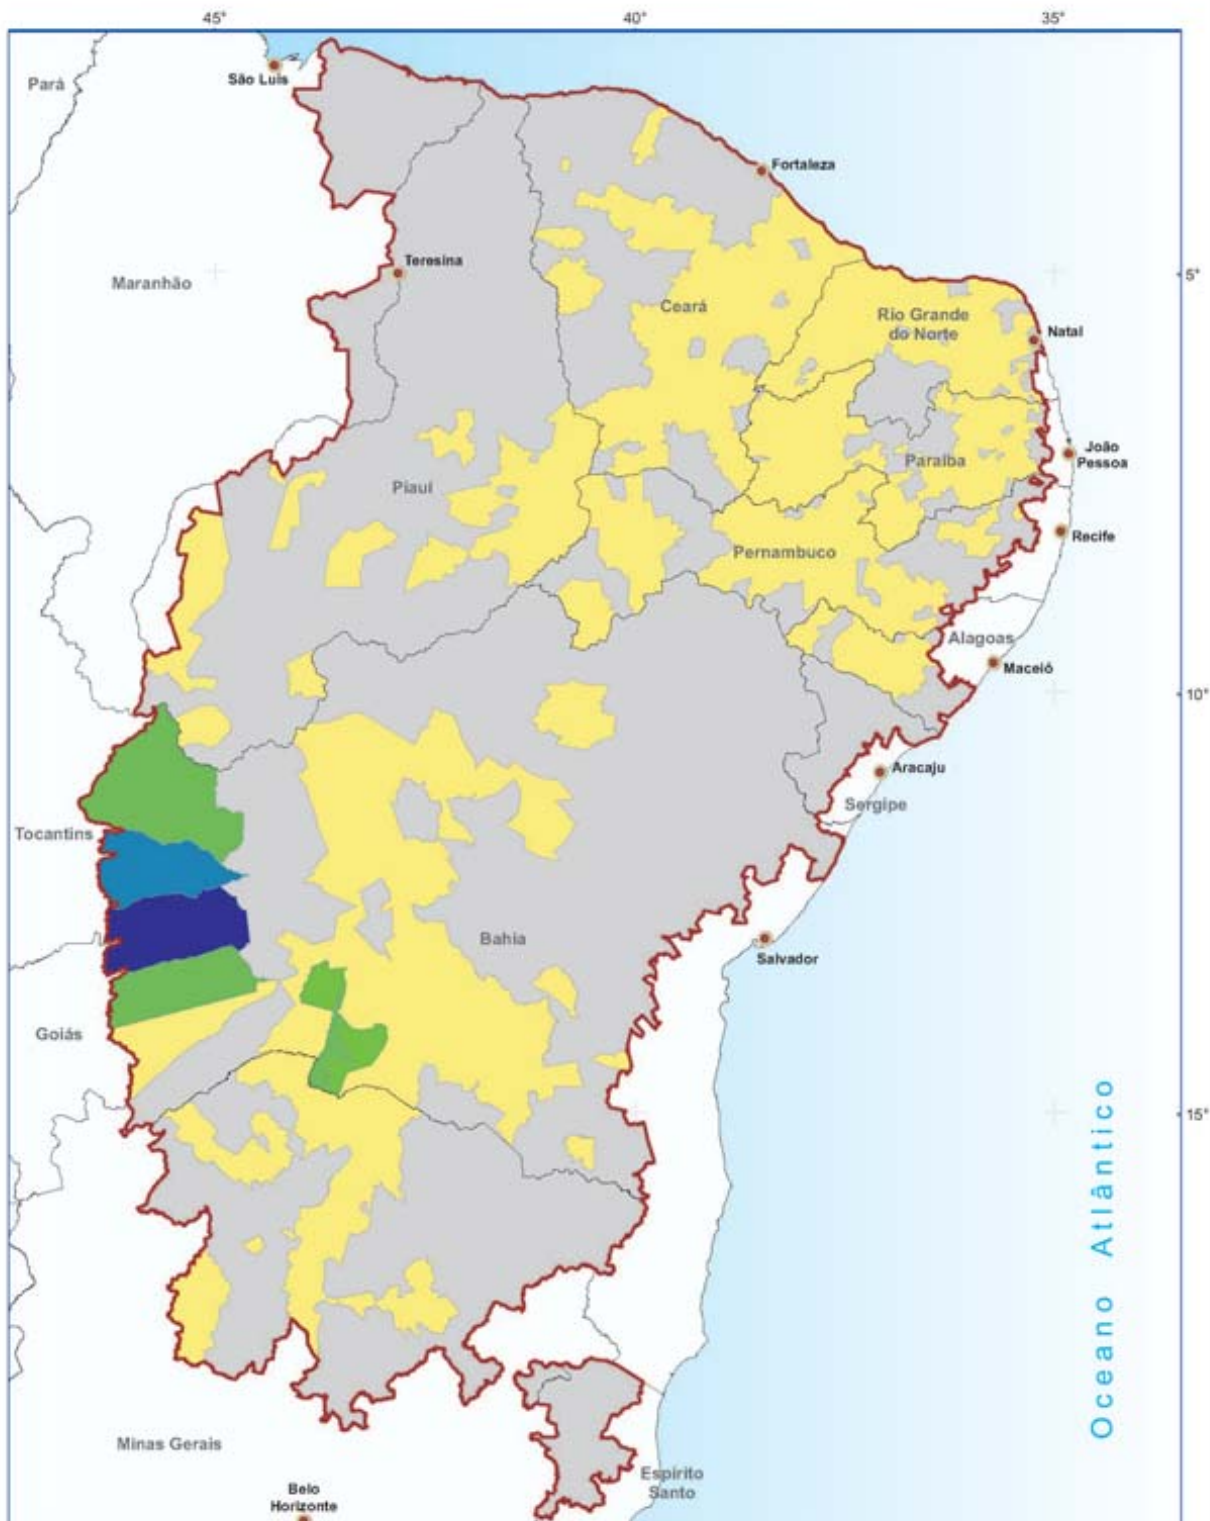 45°
40°
35°
Pará
São Luis
Fortaleza
Teresina
Maranhão
5°
Ceará
Rio Grande
do Norte
Natal
João
Pessoa
Paraíba
Piauí
Recife
Pernambuco
Alagoas
Maceió
10°
Aracaju
Sergipe
Tocantins
Bahia
Salvador
Goiás
15°
Oceano Atlântico
Minas Gerais
Espírito
Santo
Belo
Horizonte